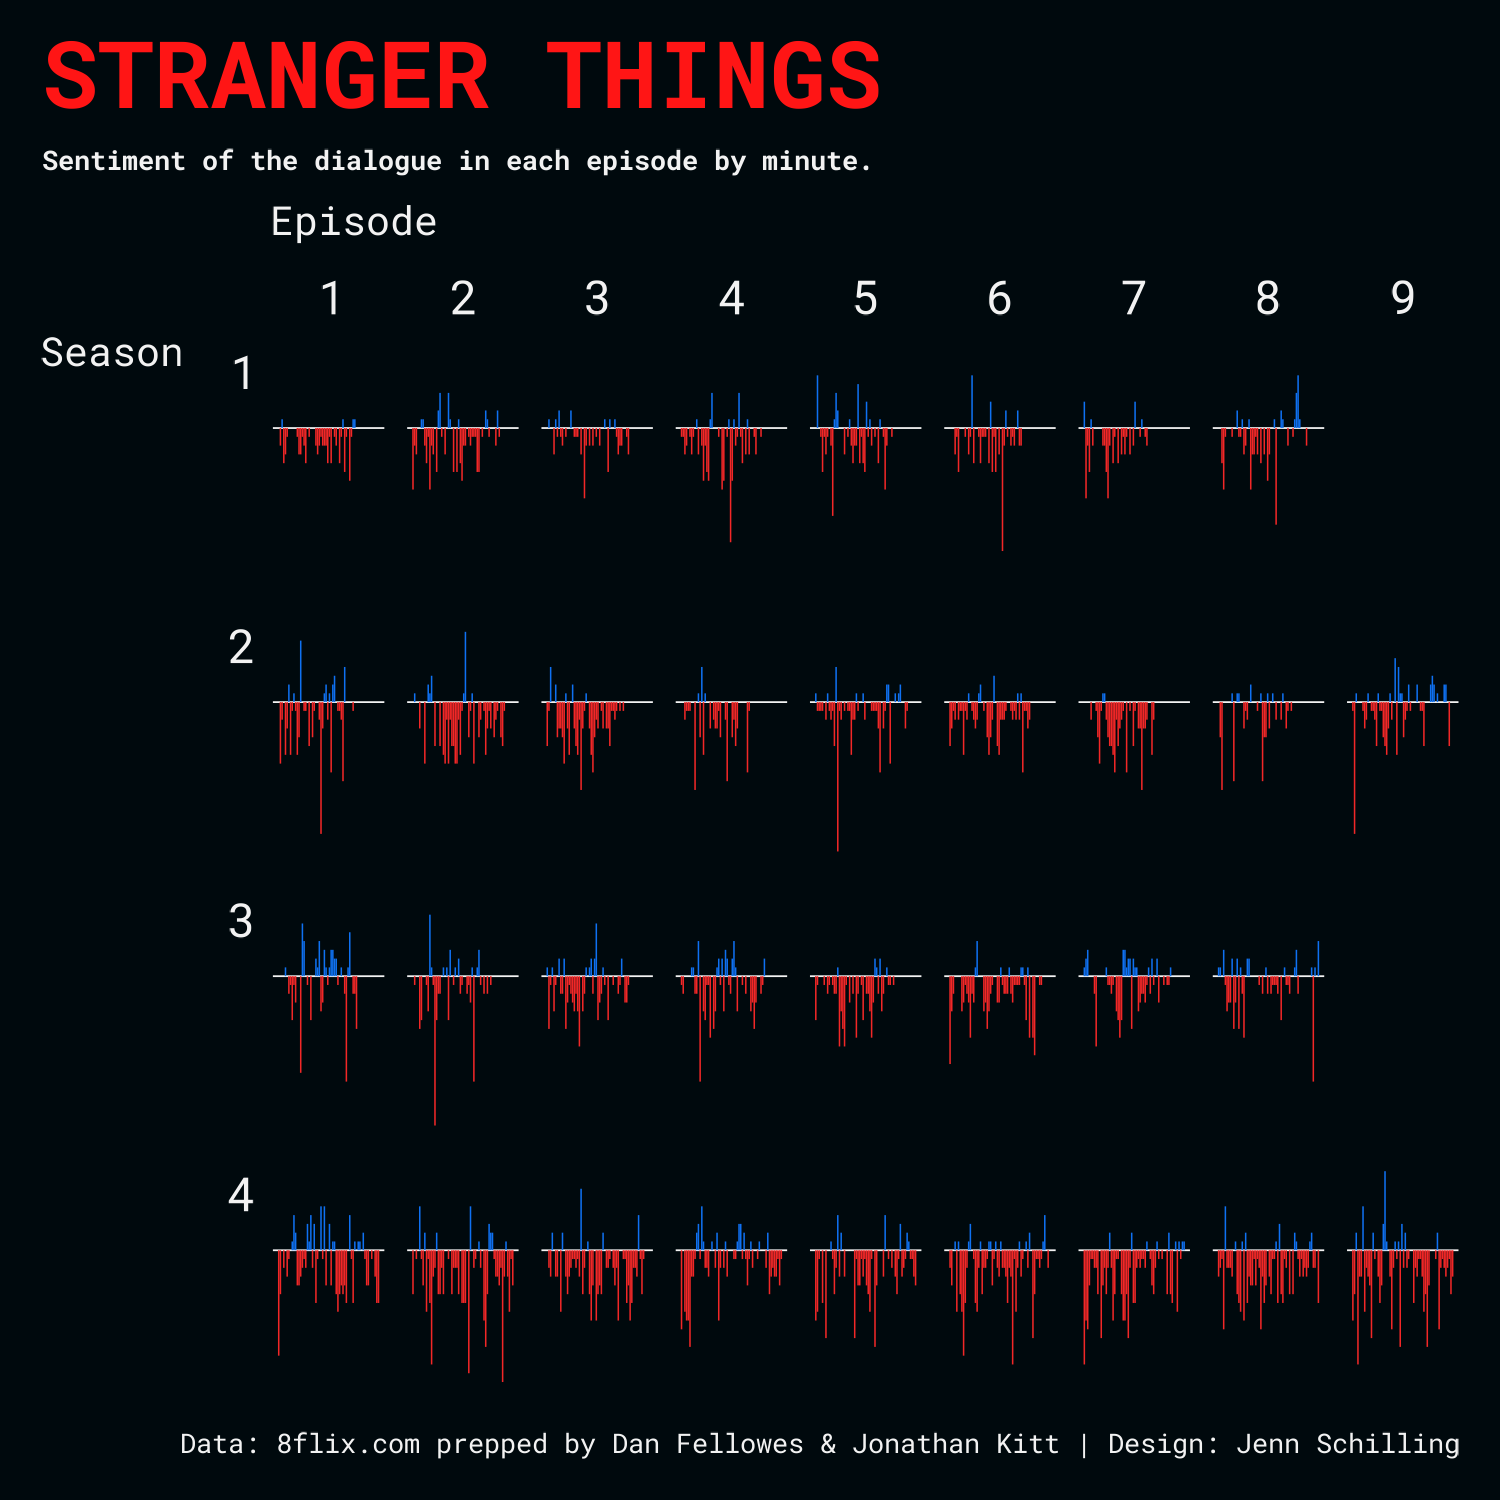 STRANGER THINGS
Sentiment of the dialogue in each episode by minute.
Episode
1 2 3 4 5 6 7 8 9
Season
1
2
3
4
Data: 8flix.com prepped by Dan Fellowes & Jonathan Kitt | Design: Jenn Schilling